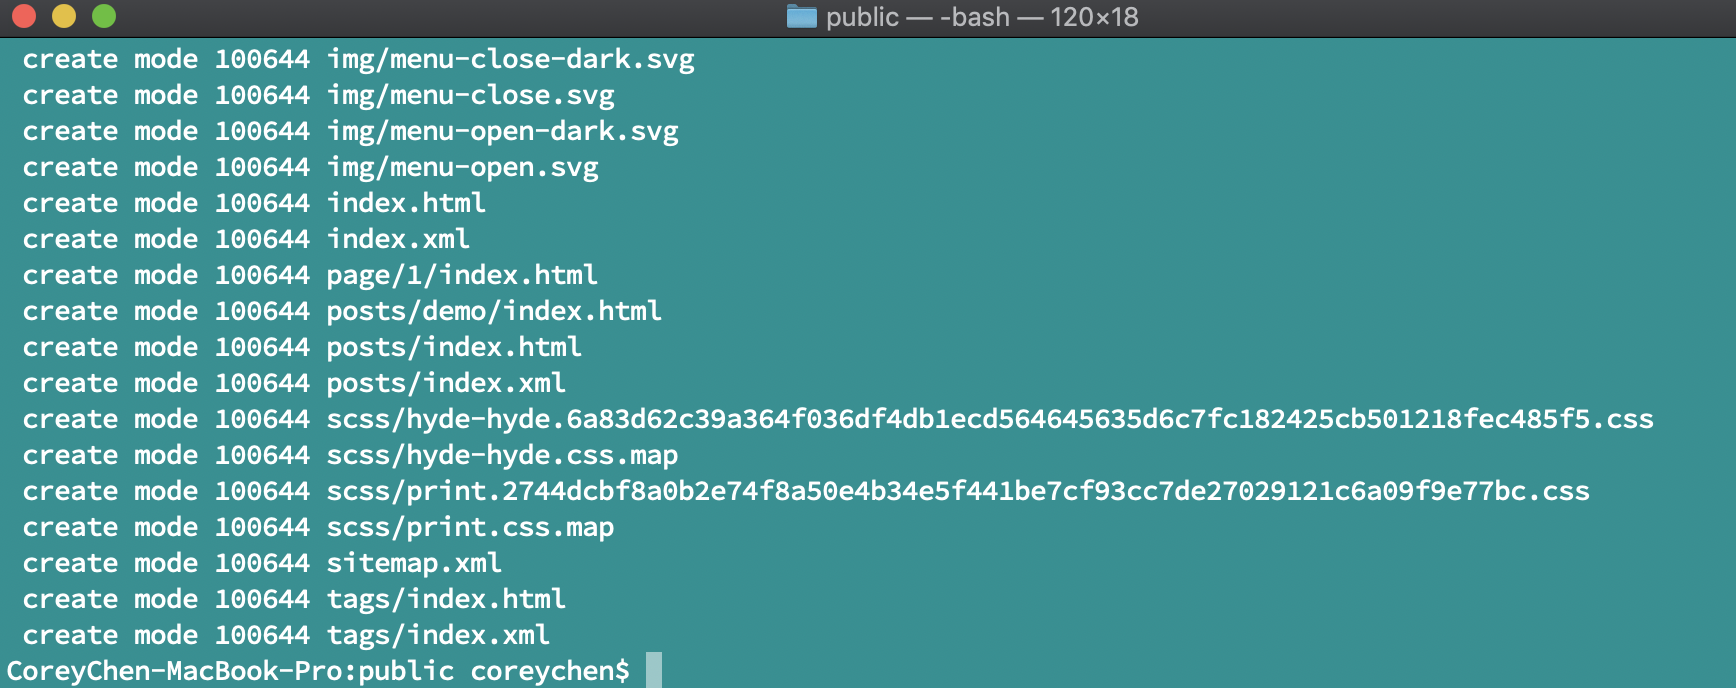 public — -bash — 120×18
create mode 100644 img/menu-close-dark.svg
create mode 100644 img/menu-close.svg
create mode 100644 img/menu-open-dark.svg
create mode 100644 img/menu-open.svg
create mode 100644 index.html
create mode 100644 index.xml
create mode 100644 page/1/index.html
create mode 100644 posts/demo/index.html
create mode 100644 posts/index.html
create mode 100644 posts/index.xml
create mode 100644 scss/hyde-hyde.6a83d62c39a364f036df4db1ecd564645635d6c7fc182425cb501218fec485f5.css
create mode 100644 scss/hyde-hyde.css.map
create mode 100644 scss/print.2744dcbf8a0b2e74f8a50e4b34e5f441be7cf93cc7de27029121c6a09f9e77bc.css
create mode 100644 scss/print.css.map
create mode 100644 sitemap.xml
create mode 100644 tags/index.html
create mode 100644 tags/index.xml
CoreyChen-MacBook-Pro:public coreychen$